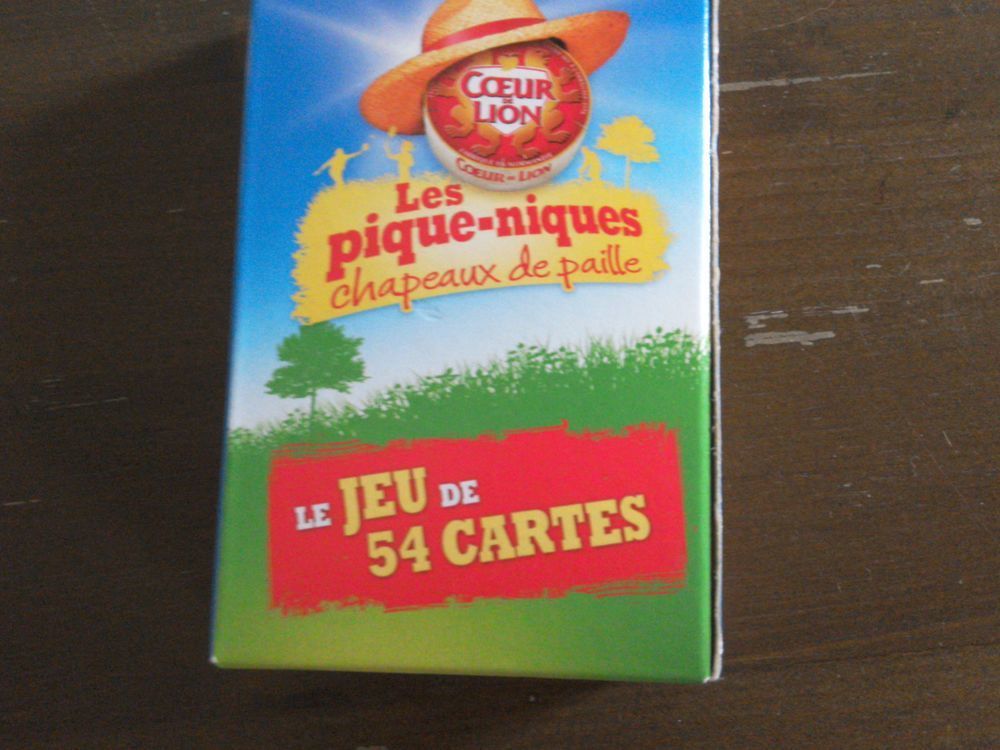 CŒUR
DE
LION
CŒUR DE LION
Les
pique-niques
chapeaux de paille
LE JEU DE
54 CARTES